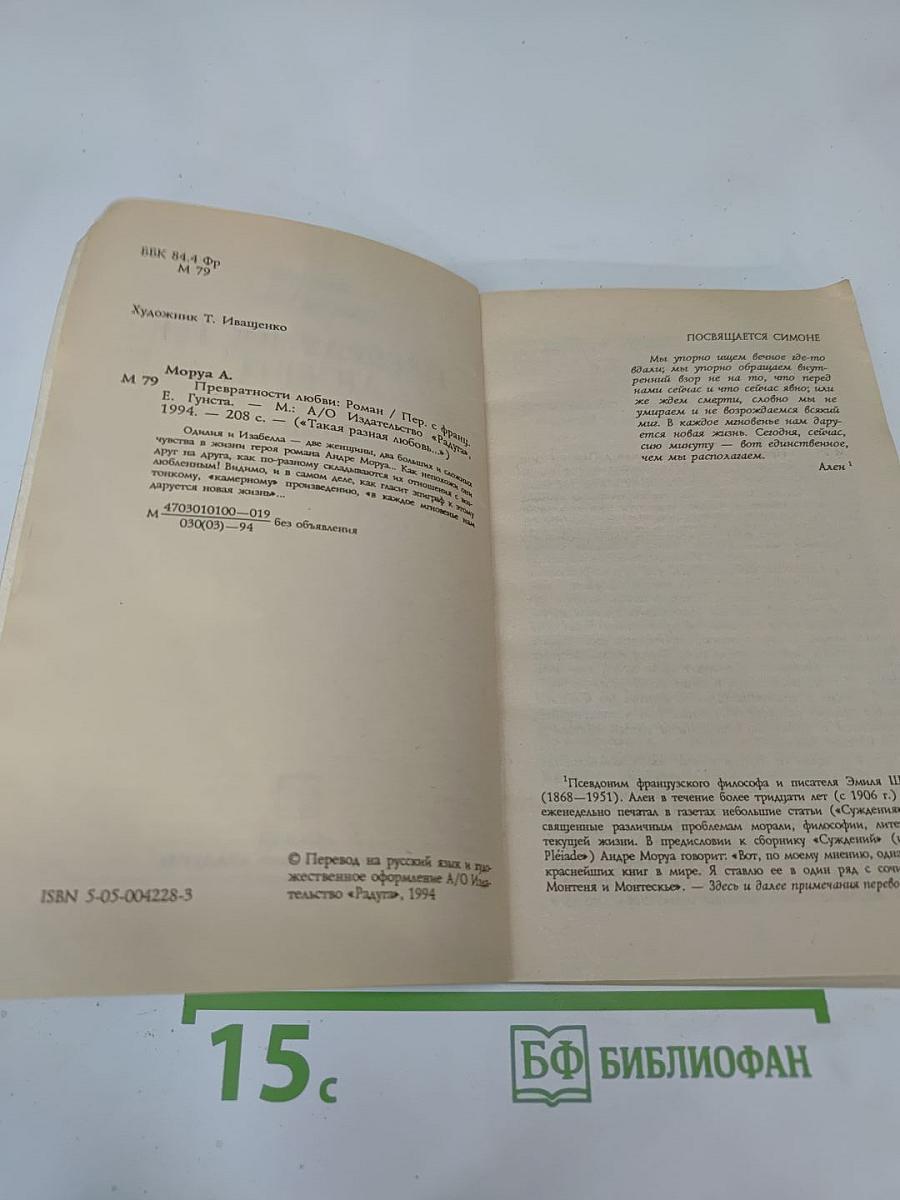 ББК 84.4 Фр
М 79
Художник Т. Иващенко
Моруа А.
М 79
Превратности любви: Роман / Пер. с франц.
Е. Гунста. — М.: А/О Издательство «Радуга»,
1994. — 208 с. — («Такая разная любовь...»)
Одилия и Изабелла — две женщины, два больших и сложных
чувства в жизни героя романа Андре Моруа... Как непохожи они
друг на друга, как по-разному складываются их отношения с воз-
любленным! Видимо, и в самом деле, как гласит эпиграф к этому
тонкому, «камерному» произведению, «в каждое мгновенье нам
даруется новая жизнь»...
М 4703010100—019
030(03)—94 без объявления
© Перевод на русский язык и
жественное оформление А/О Изда-
тельство «Радуга», 1994
ISBN 5-05-004228-3
ПОСВЯЩАЕТСЯ СИМОНЕ
Мы упорно ищем вечное где-то
вдали; мы упорно обращаем внут-
ренний взор не на то, что перед
нами сейчас и что сейчас явно; или
же ждем смерти, словно мы не
умираем и не возрождаемся всякий
миг. В каждое мгновенье нам дару-
ется новая жизнь. Сегодня, сейчас,
сию минуту — вот единственное,
чем мы располагаем.
Ален 1
1Псевдоним французского философа и писателя Эмиля Ш
(1868—1951). Ален в течение более тридцати лет (с 1906 г.)
еженедельно печатал в газетах небольшие статьи («Суждения»
священные различным проблемам морали, философии, лите
текущей жизни. В предисловии к сборнику «Суждений» (
Pléiade») Андре Моруа говорит: «Вот, по моему мнению, одна
краснейших книг в мире. Я ставлю ее в один ряд с сочи
Монтеня и Монтескье». — Здесь и далее примечания перево
15 с
БФ БИБЛИОФАН